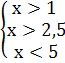 x > 1
x > 2,5
x < 5